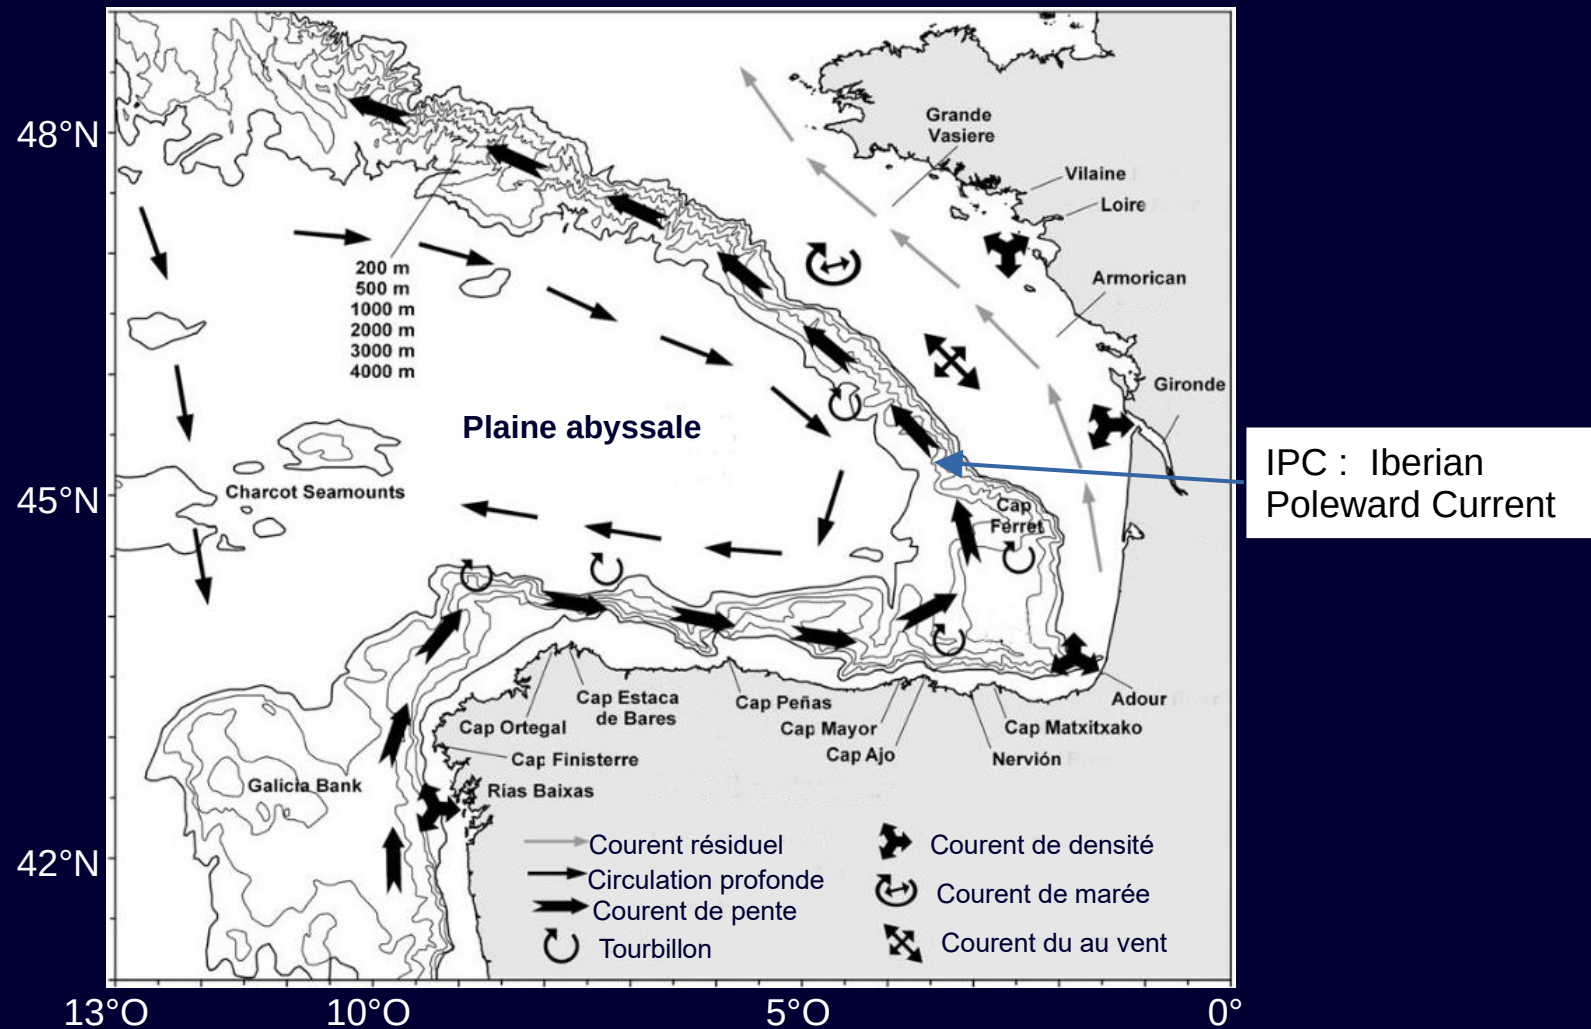 48°N
45°N
42°N
13°O
10°O
5°O
0°
Grande
Vasiere
Vilaine
Loire
Armorican
Gironde
200 m
500 m
1000 m
2000 m
3000 m
4000 m
Plaine abyssale
Charcot Seamounts
Cap
Ferret
IPC : Iberian
Poleward Current
Cap Ortegal
Cap Estaca
de Bares
Cap Peñas
Cap Mayor
Cap Ajo
Cap Matxitxako
Nervión River
Adour River
Cap Finisterre
Rías Baixas
Galicia Bank
Courent résiduel
Circulation profonde
Courent de pente
Tourbillon
Courent de densité
Courent de marée
Courent du au vent